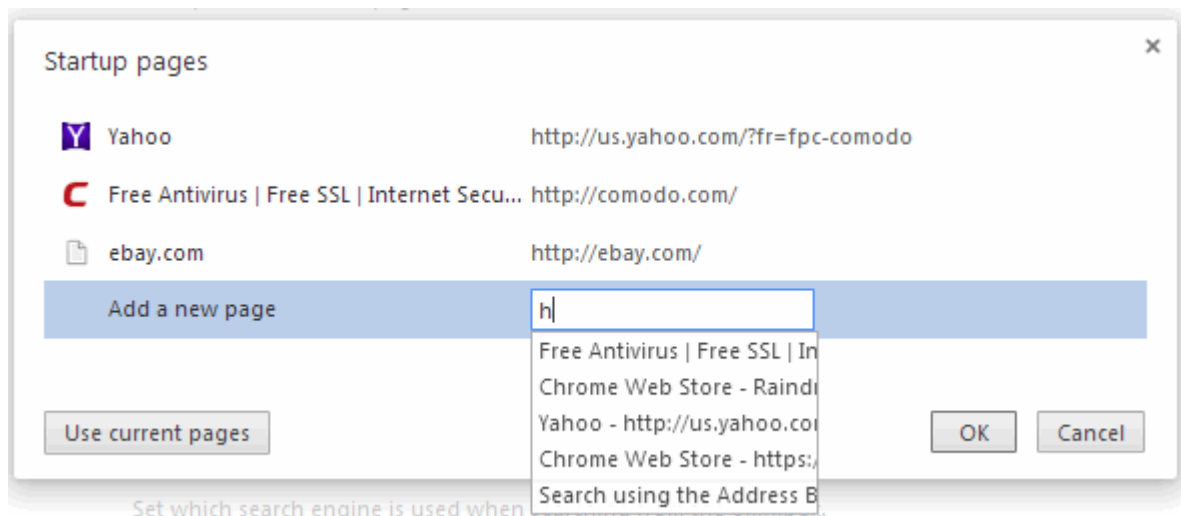 Startup pages
Yahoo http://us.yahoo.com/?fr=fpc-comodo
Free Antivirus | Free SSL | Internet Secu... http://comodo.com/
ebay.com http://ebay.com/
Add a new page h
Free Antivirus | Free SSL | In
Chrome Web Store - Raind
Yahoo - http://us.yahoo.co
Chrome Web Store - https:/
Use current pages OK Cancel
Search using the Address B
Set which search engine is used when